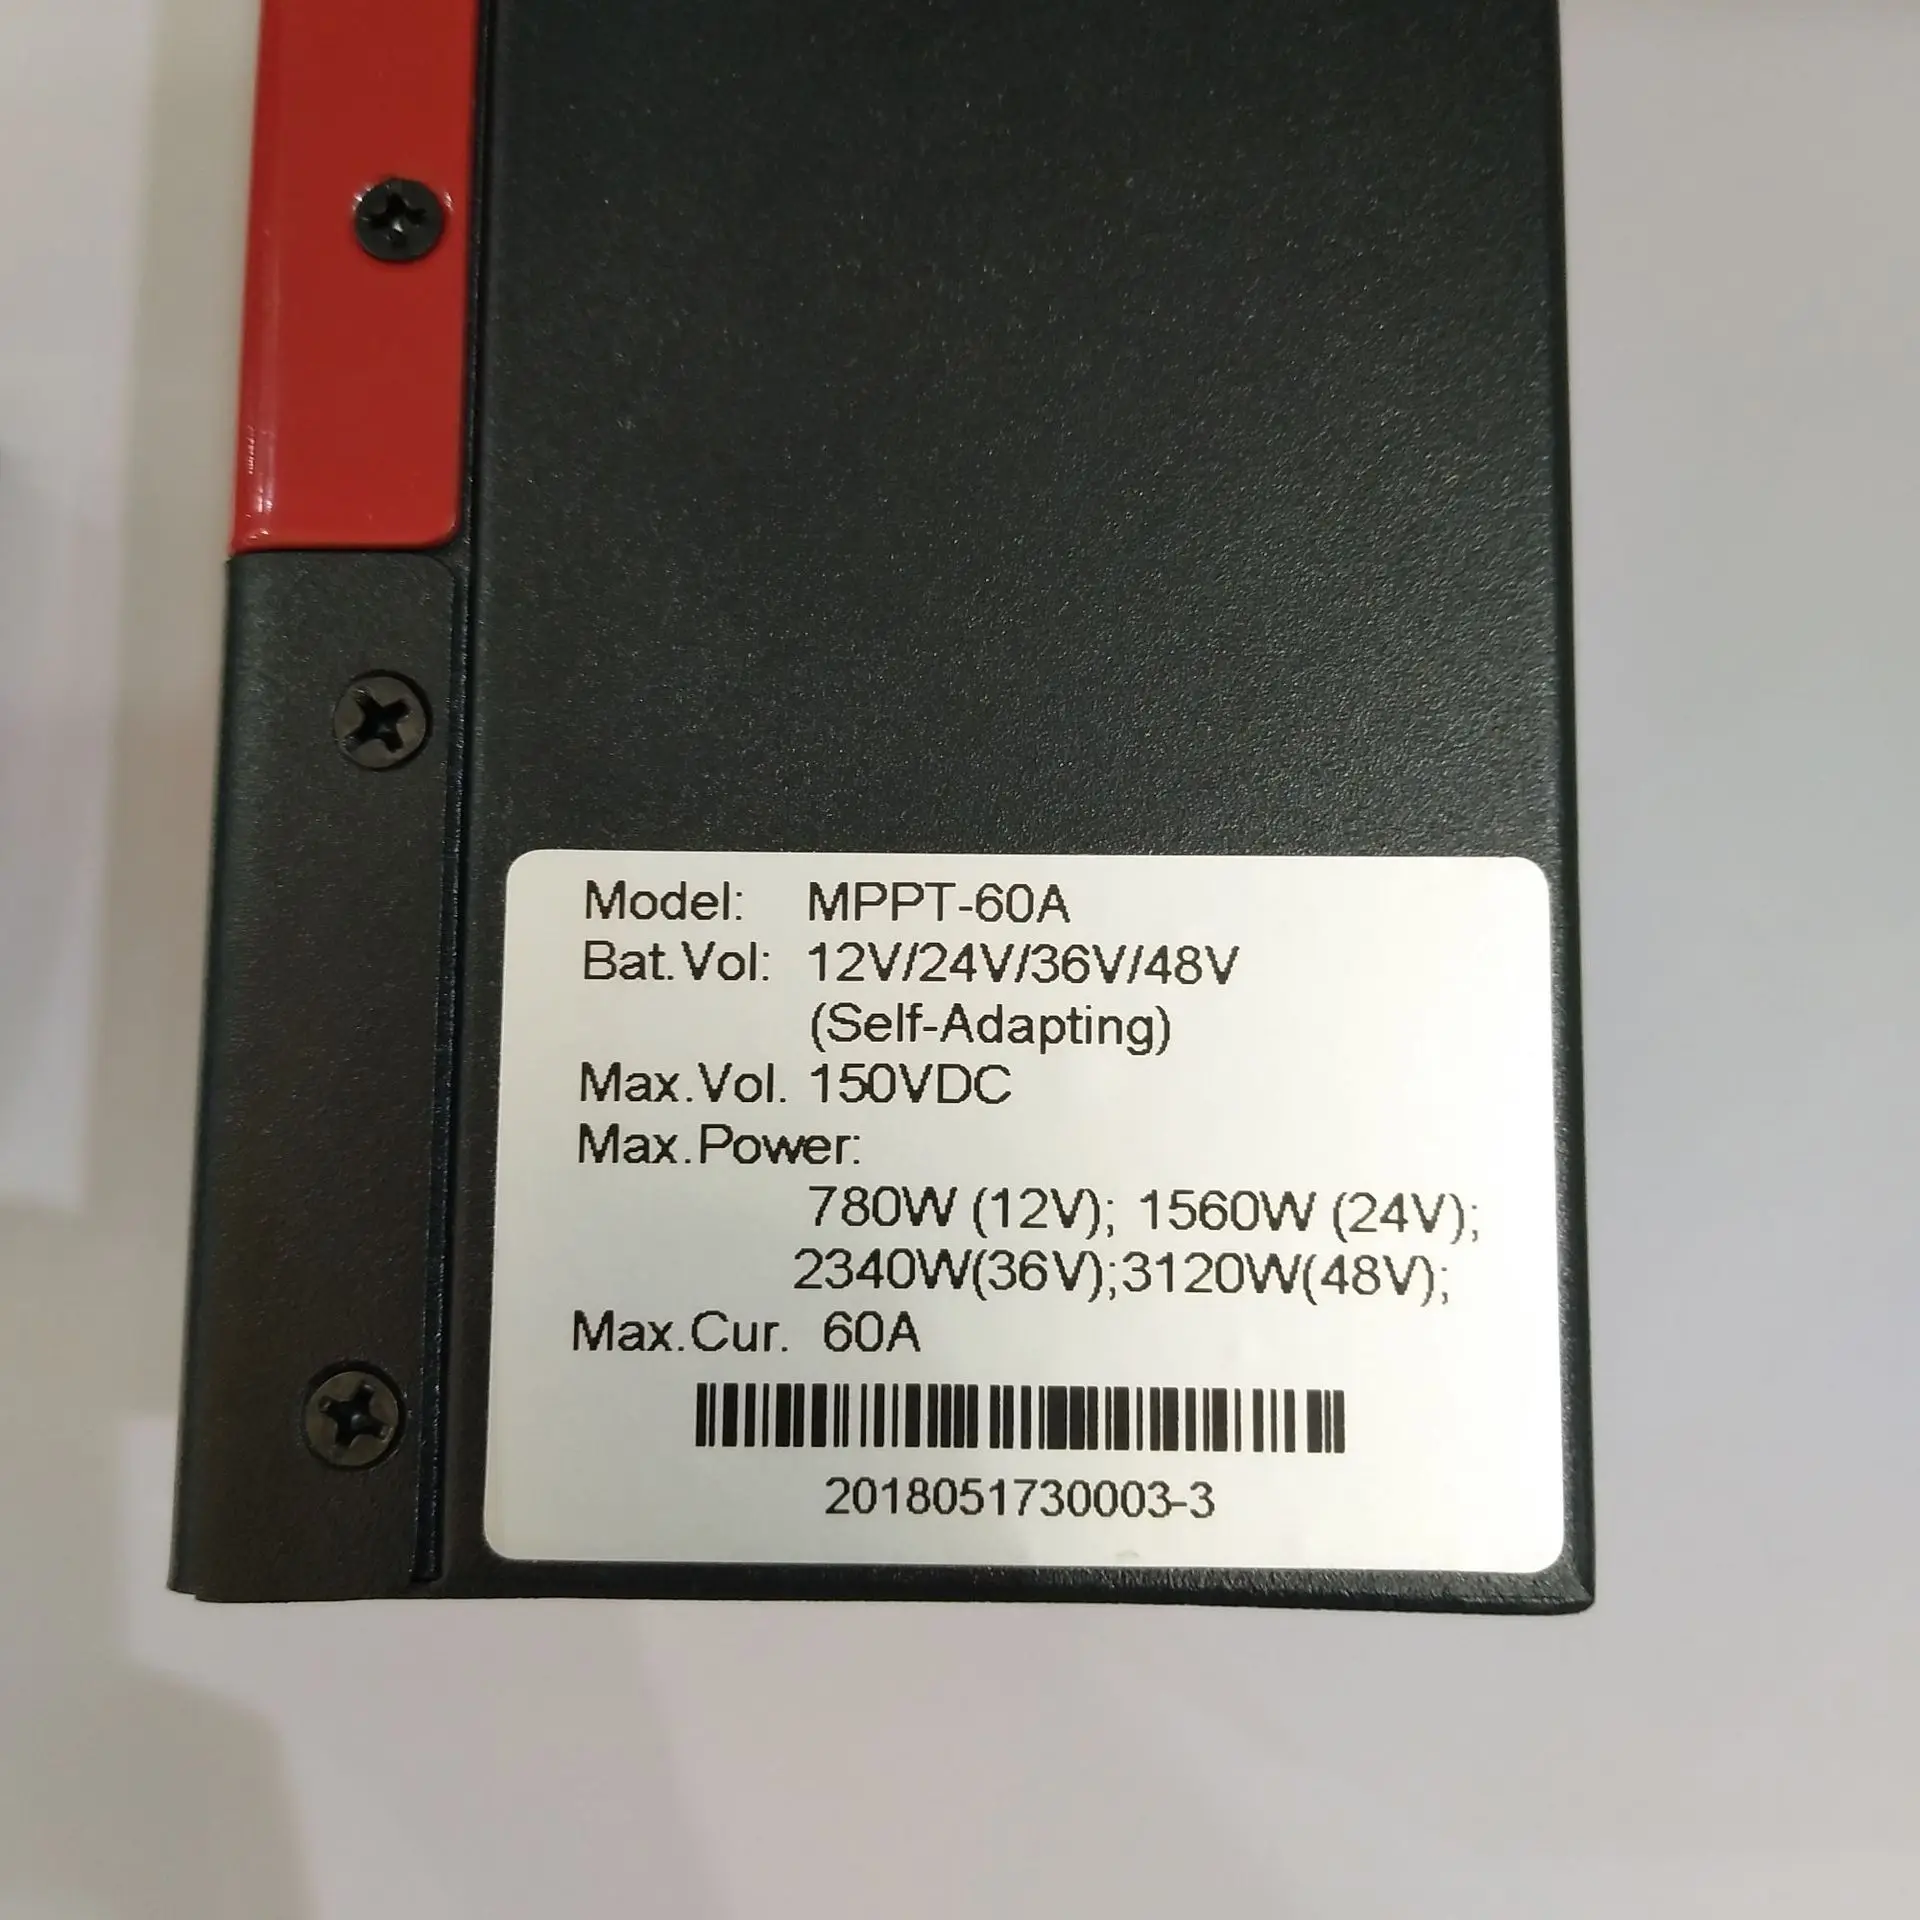 Model: MPPT-60A
Bat.Vol: 12V/24V/36V/48V
(Self-Adapting)
Max.Vol. 150VDC
Max.Power:
780W (12V); 1560W (24V);
2340W(36V);3120W(48V);
Max.Cur. 60A
2018051730003-3